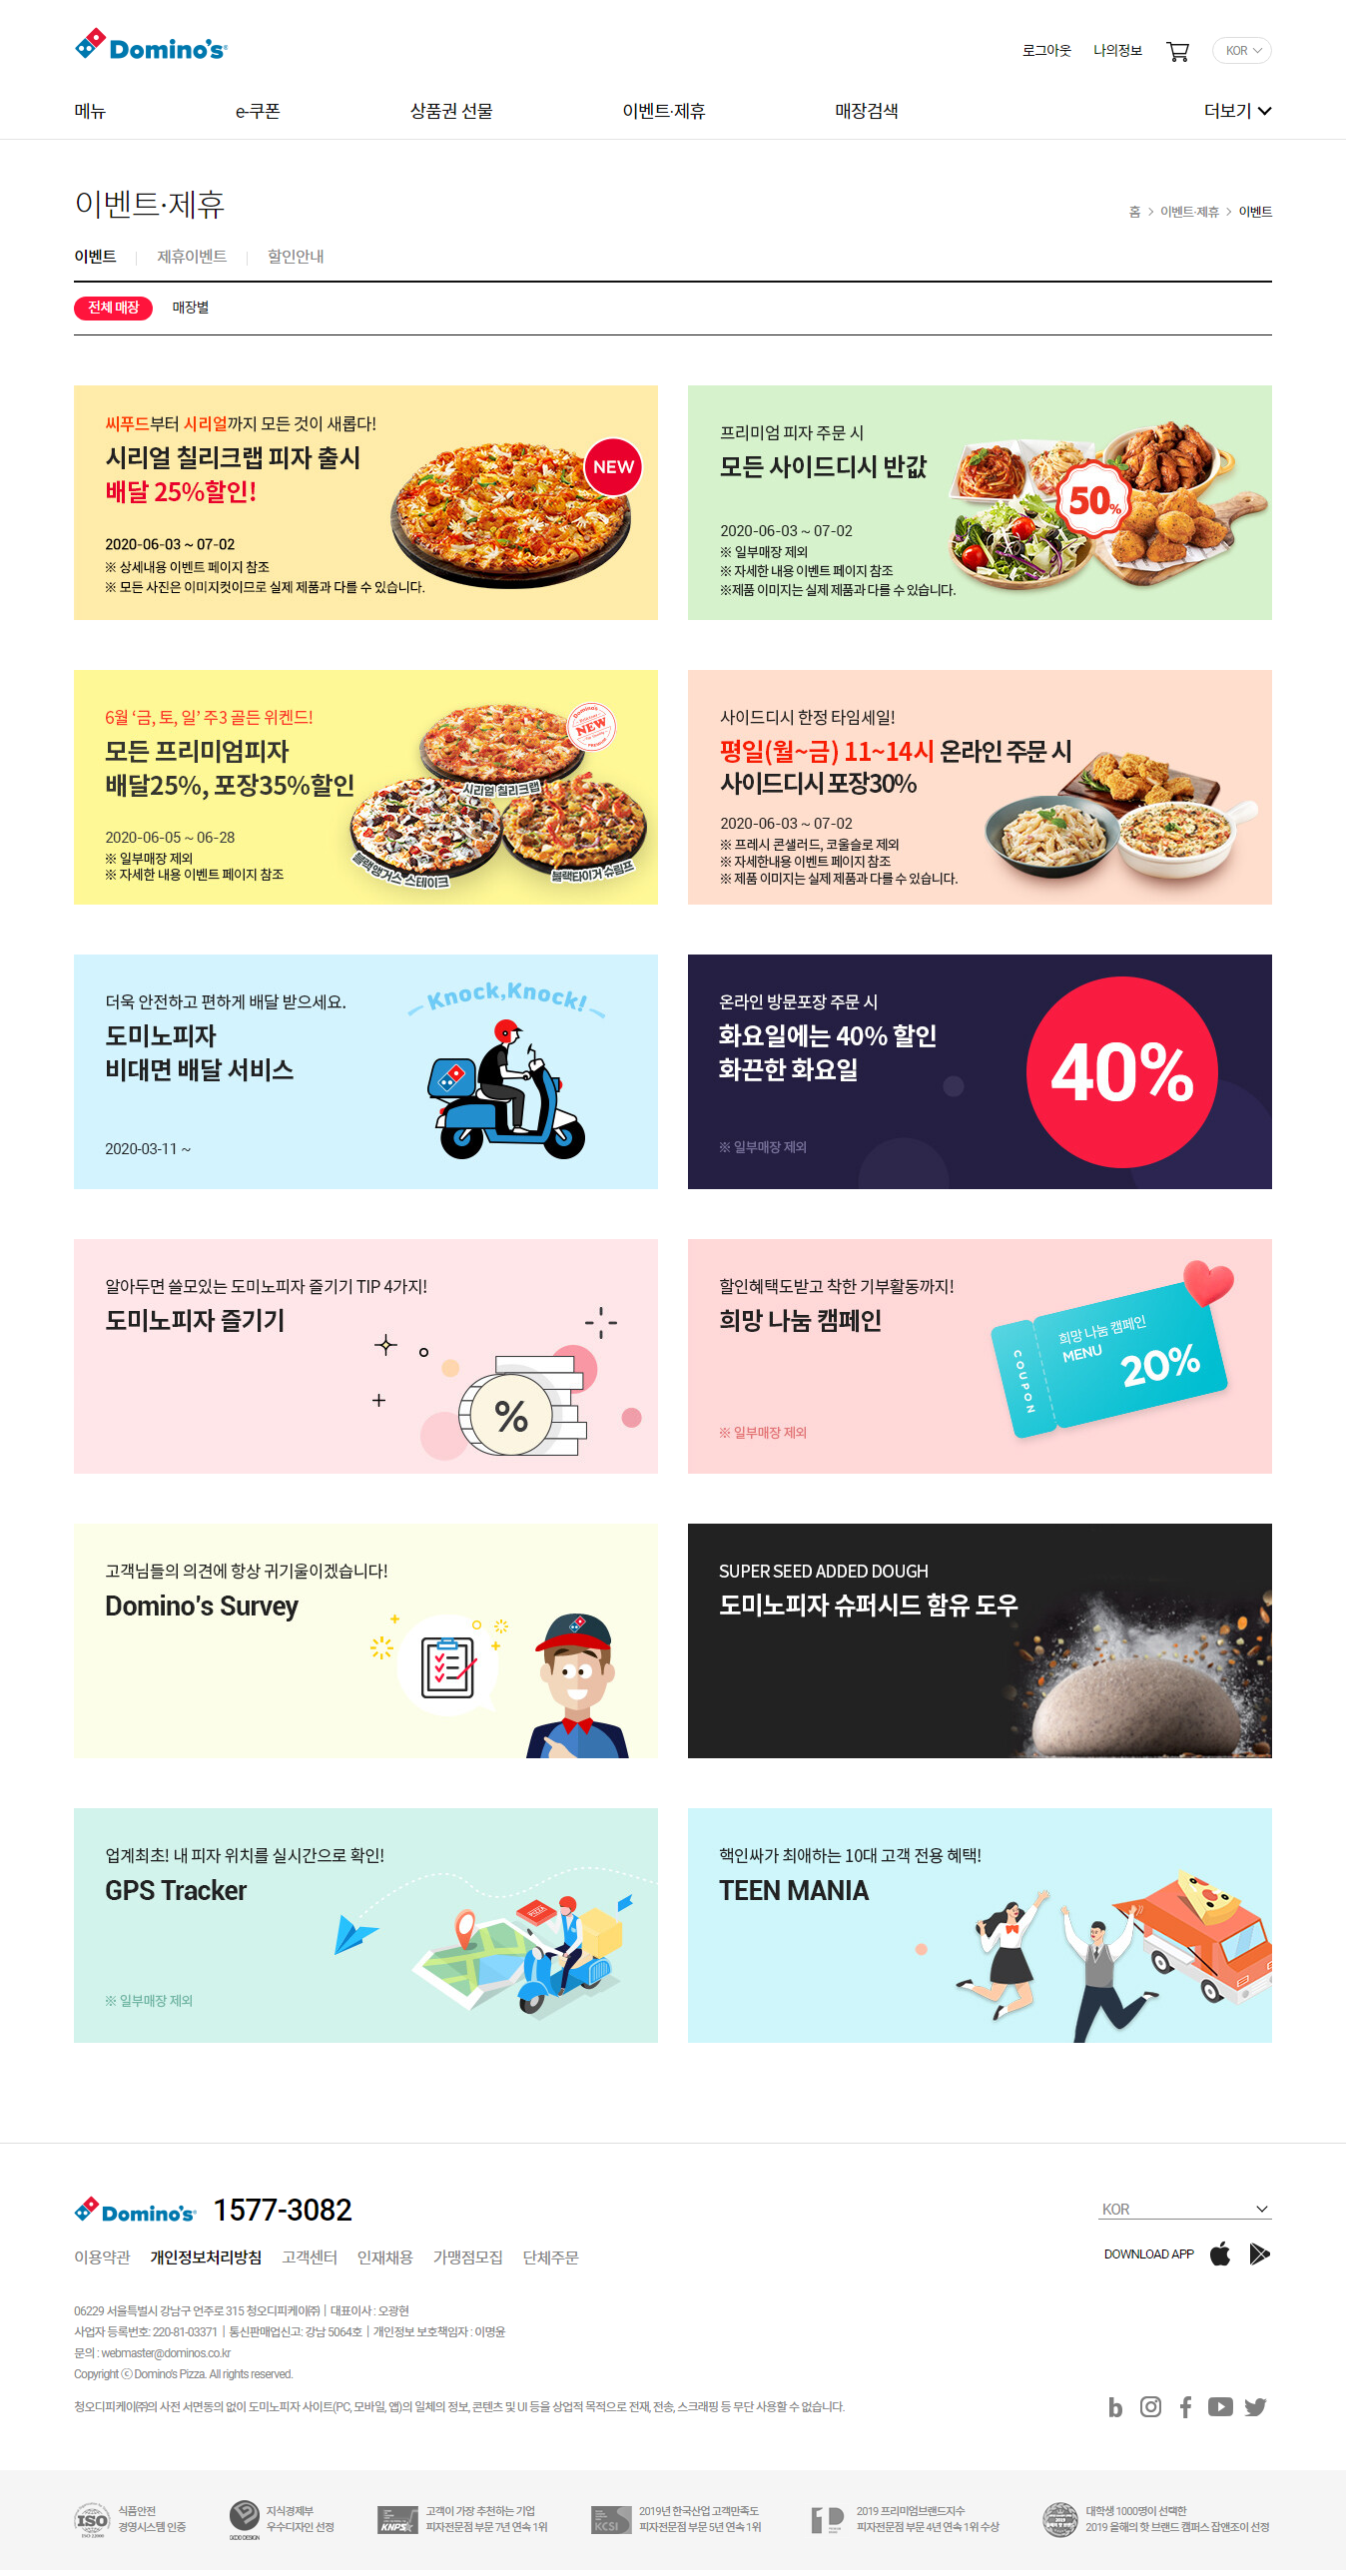 Domino's
로그아웃
나의정보
KOR
메뉴
e-쿠폰
상품권 선물
이벤트·제휴
매장검색
더보기
이벤트·제휴
홈 > 이벤트·제휴 > 이벤트
이벤트
제휴이벤트
할인안내
전체 매장
매장별
씨푸드부터 시리얼까지 모든 것이 새롭다!
시리얼 칠리크랩 피자 출시
배달 25%할인!
2020-06-03 ~ 07-02
※ 상세내용 이벤트 페이지 참조
※ 모든 사진은 이미지컷이므로 실제 제품과 다를 수 있습니다.
NEW
프리미엄 피자 주문 시
모든 사이드디시 반값
2020-06-03 ~ 07-02
※ 일부매장 제외
※ 자세한 내용 이벤트 페이지 참조
※제품 이미지는 실제 제품과 다를 수 있습니다.
50%
6월 ‘금, 토, 일’ 주3 골든 위켄드!
모든 프리미엄피자
배달25%, 포장35%할인
2020-06-05 ~ 06-28
※ 일부매장 제외
※ 자세한 내용 이벤트 페이지 참조
NEW
시리얼 칠리크랩
블랙앵거스 스테이크
블랙타이거 슈림프
사이드디시 한정 타임세일!
평일(월~금) 11~14시 온라인 주문 시
사이드디시 포장30%
2020-06-03 ~ 07-02
※ 프레시 콘샐러드, 코울슬로 제외
※ 자세한내용 이벤트 페이지 참조
※ 제품 이미지는 실제 제품과 다를 수 있습니다.
더욱 안전하고 편하게 배달 받으세요.
도미노피자
비대면 배달 서비스
2020-03-11 ~
Knock,Knock!
온라인 방문포장 주문 시
화요일에는 40% 할인
화끈한 화요일
※ 일부매장 제외
40%
알아두면 쓸모있는 도미노피자 즐기기 TIP 4가지!
도미노피자 즐기기
%
할인혜택도받고 착한 기부활동까지!
희망 나눔 캠페인
※ 일부매장 제외
COUPON
희망 나눔 캠페인
MENU
20%
고객님들의 의견에 항상 귀기울이겠습니다!
Domino's Survey
SUPER SEED ADDED DOUGH
도미노피자 슈퍼시드 함유 도우
업계최초! 내 피자 위치를 실시간으로 확인!
GPS Tracker
※ 일부매장 제외
PIZZA
핵인싸가 최애하는 10대 고객 전용 혜택!
TEEN MANIA
Domino's 1577-3082
KOR
이용약관
개인정보처리방침
고객센터
인재채용
가맹점모집
단체주문
DOWNLOAD APP
06229 서울특별시 강남구 언주로 315 청오디피케이㈜ | 대표이사 : 오광현
사업자 등록번호: 220-81-03371 | 통신판매업신고: 강남 5064호 | 개인정보 보호책임자 : 이명윤
문의 : webmaster@dominos.co.kr
Copyright ⓒ Domino's Pizza. All rights reserved.
청오디피케이㈜의 사전 서면동의 없이 도미노피자 사이트(PC, 모바일, 앱)의 일체의 정보, 콘텐츠 및 UI 등을 상업적 목적으로 전재, 전송, 스크래핑 등 무단 사용할 수 없습니다.
ISO
식품안전
경영시스템 인증
GOOD DESIGN
지식경제부
우수디자인 선정
KNPS
고객이 가장 추천하는 기업
피자전문점 부문 7년 연속 1위
KCSI
2019년 한국산업 고객만족도
피자전문점 부문 5년 연속 1위
2019 프리미엄브랜드지수
피자전문점 부문 4년 연속 1위 수상
대학생 1000명이 선택한
2019 올해의 핫 브랜드 캠퍼스 잡앤조이 선정